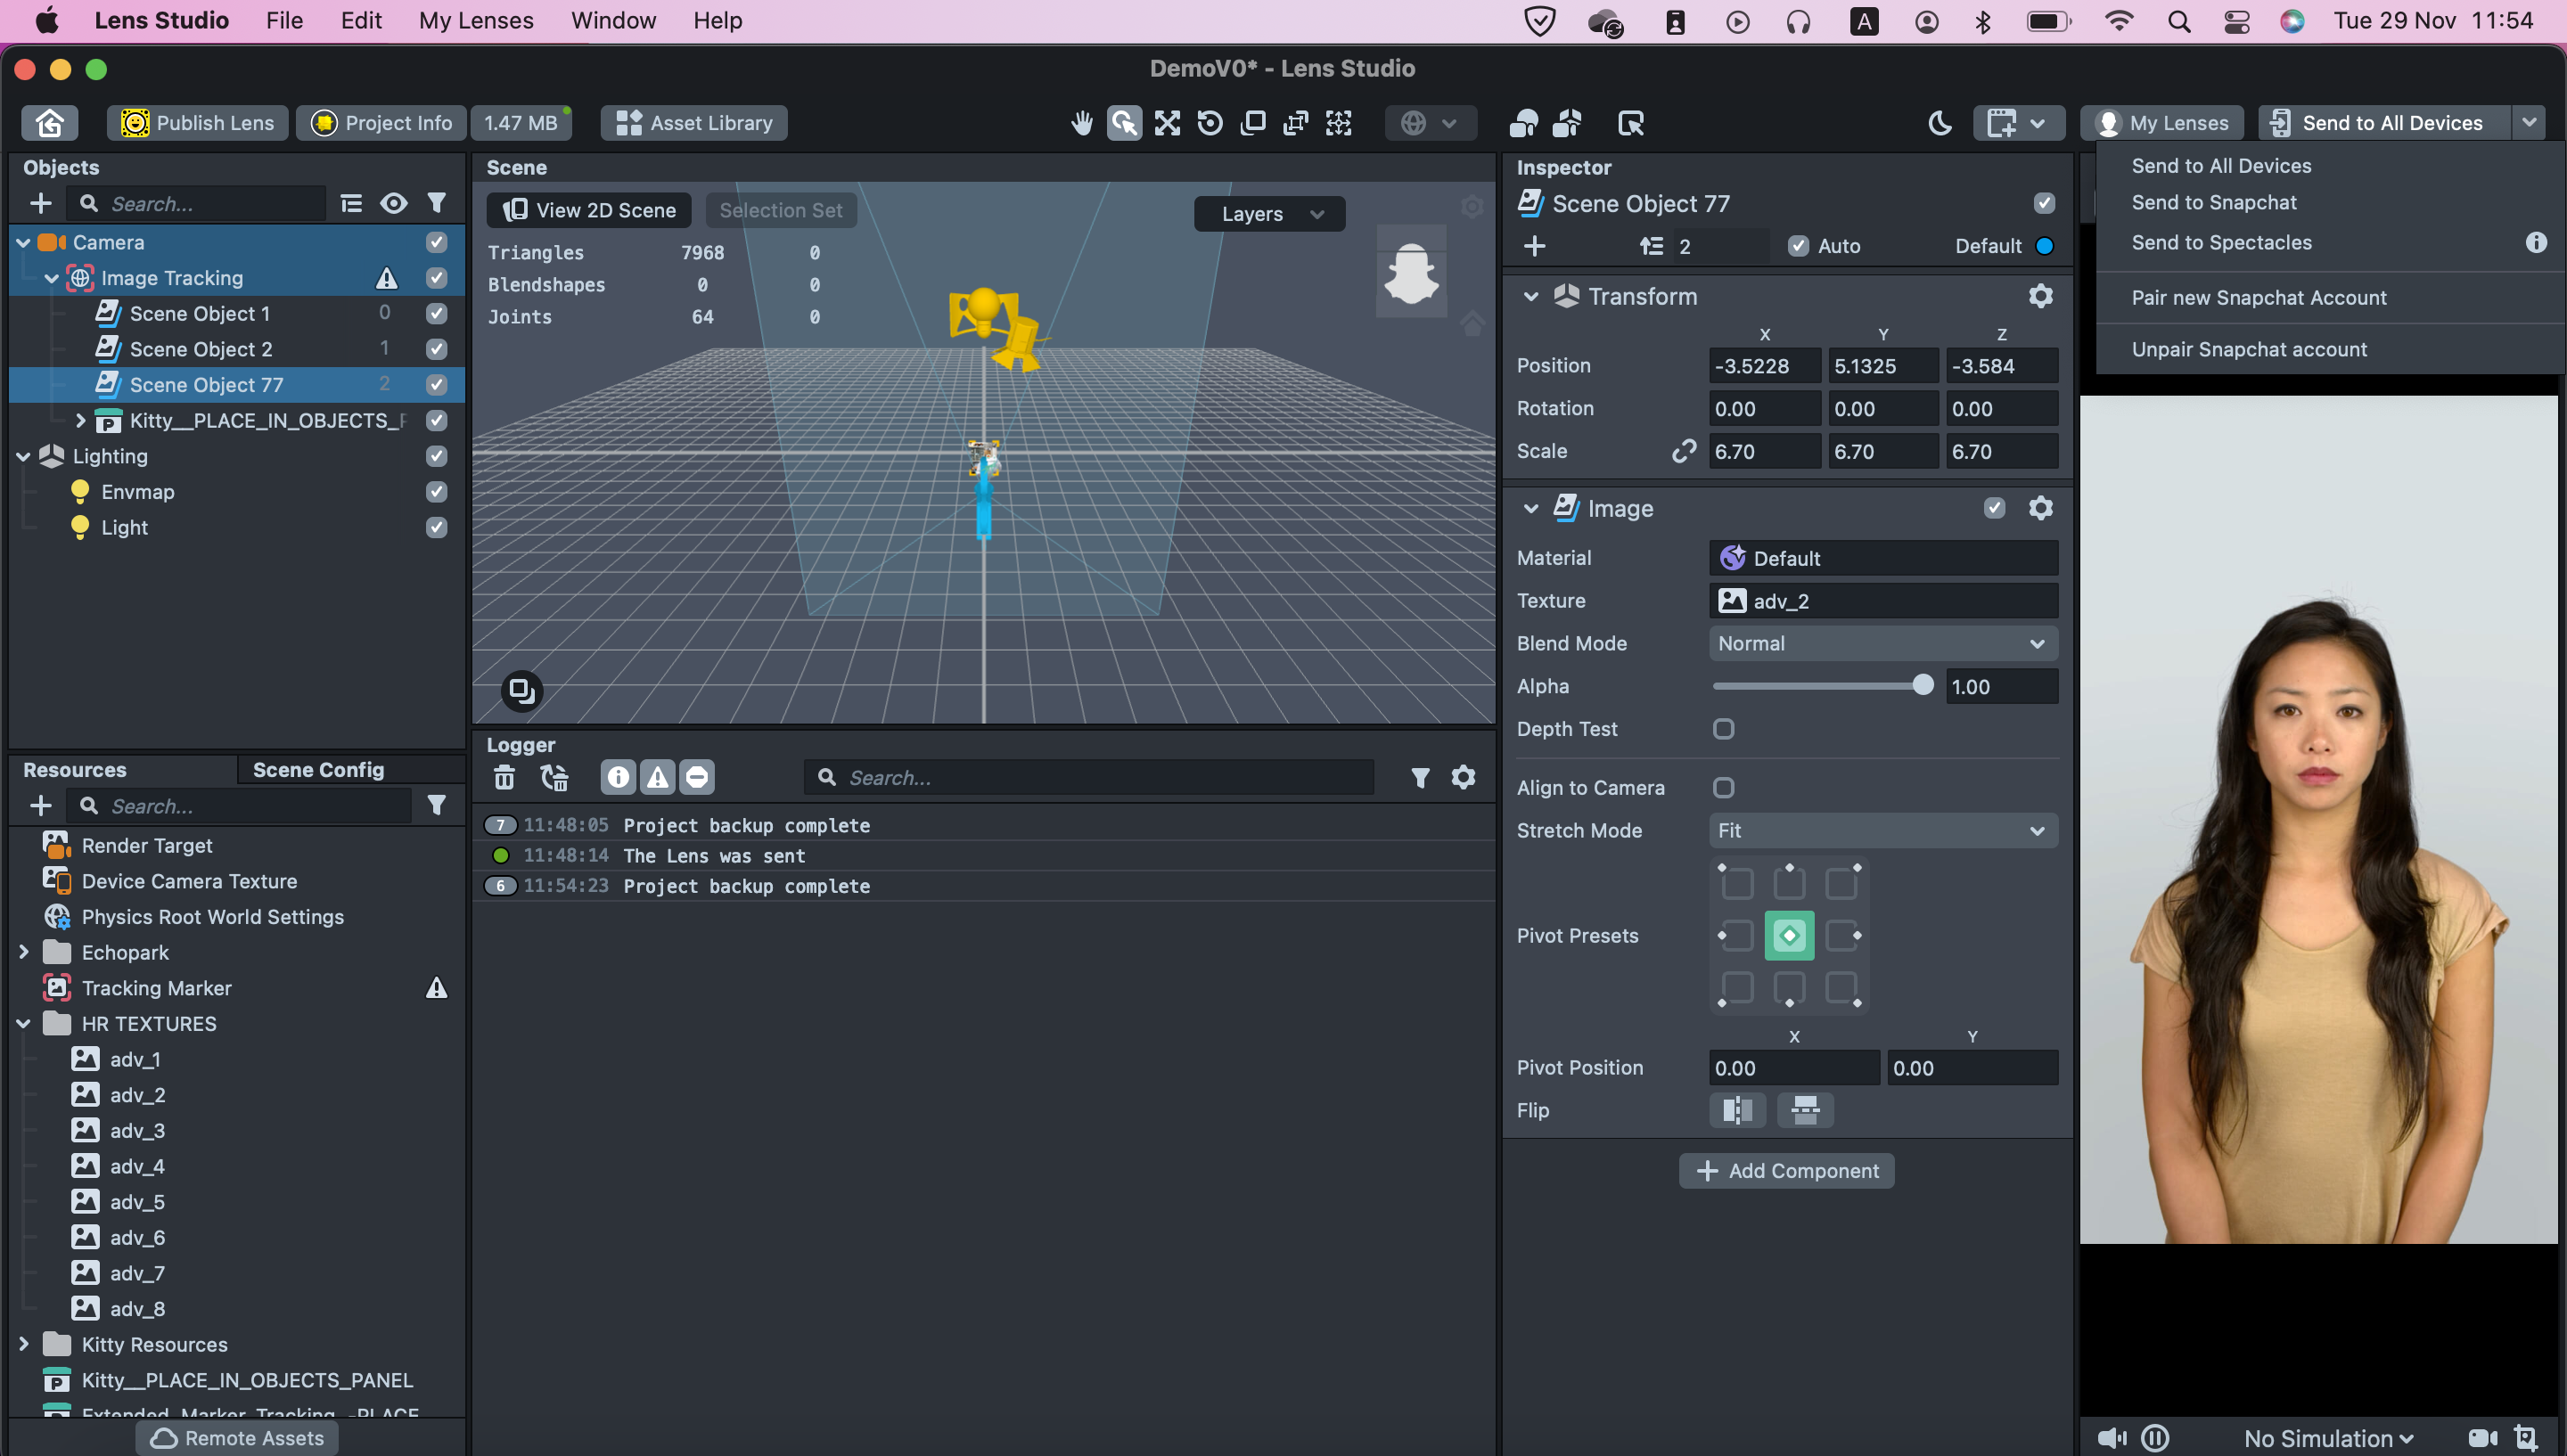 Lens Studio File Edit My Lenses Window Help A Tue 29 Nov 11:54
DemoV0* - Lens Studio
Publish Lens Project Info 1.47 MB Asset Library My Lenses Send to All Devices
Objects
Search...
Camera
Image Tracking
Scene Object 1 0
Scene Object 2 1
Scene Object 77 2
Kitty__PLACE_IN_OBJECTS_
Lighting
Envmap
Light
Resources Scene Config
Search...
Render Target
Device Camera Texture
Physics Root World Settings
Echopark
Tracking Marker
HR TEXTURES
adv_1
adv_2
adv_3
adv_4
adv_5
adv_6
adv_7
adv_8
Kitty Resources
Kitty__PLACE_IN_OBJECTS_PANEL
Remote Assets
Scene
View 2D Scene Selection Set Layers
Triangles 7968 0
Blendshapes 0 0
Joints 64 0
Logger
Search...
7 11:48:05 Project backup complete
11:48:14 The Lens was sent
6 11:54:23 Project backup complete
Inspector
Scene Object 77
2 Auto Default
Transform
X Y Z
Position -3.5228 5.1325 -3.584
Rotation 0.00 0.00 0.00
Scale 6.70 6.70 6.70
Image
Material Default
Texture adv_2
Blend Mode Normal
Alpha 1.00
Depth Test
Align to Camera
Stretch Mode Fit
Pivot Presets
X Y
Pivot Position 0.00 0.00
Flip
Add Component
Send to All Devices
Send to Snapchat
Send to Spectacles
Pair new Snapchat Account
Unpair Snapchat account
No Simulation